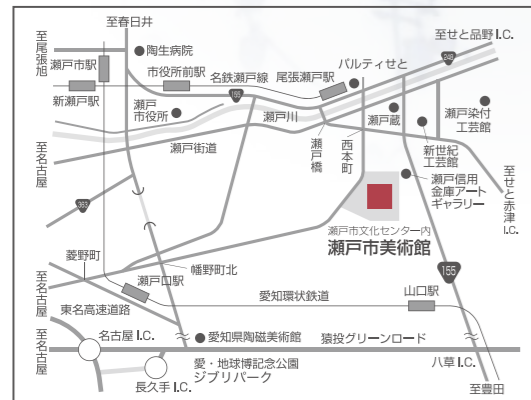 至春日井
至尾張旭
瀬戸市駅
陶生病院
至せと品野 I.C.
パルティせと
248
市役所前駅
名鉄瀬戸線
尾張瀬戸駅
155
新瀬戸駅
瀬戸
市役所
瀬戸川
瀬戸蔵
瀬戸染付
工芸館
至名古屋
瀬戸街道
瀬戸橋
西本町
新世紀
工芸館
瀬戸信用
金庫アート
ギャラリー
至せと赤津I.C.
363
瀬戸市文化センター内
瀬戸市美術館
菱野町
瀬戸口駅
幡野町北
155
至名古屋
東名高速道路
愛知環状鉄道
山口駅
至名古屋
名古屋 I.C.
愛知県陶磁美術館
猿投グリーンロード
愛・地球博記念公園
ジブリパーク
長久手 I.C.
八草 I.C.
至豊田